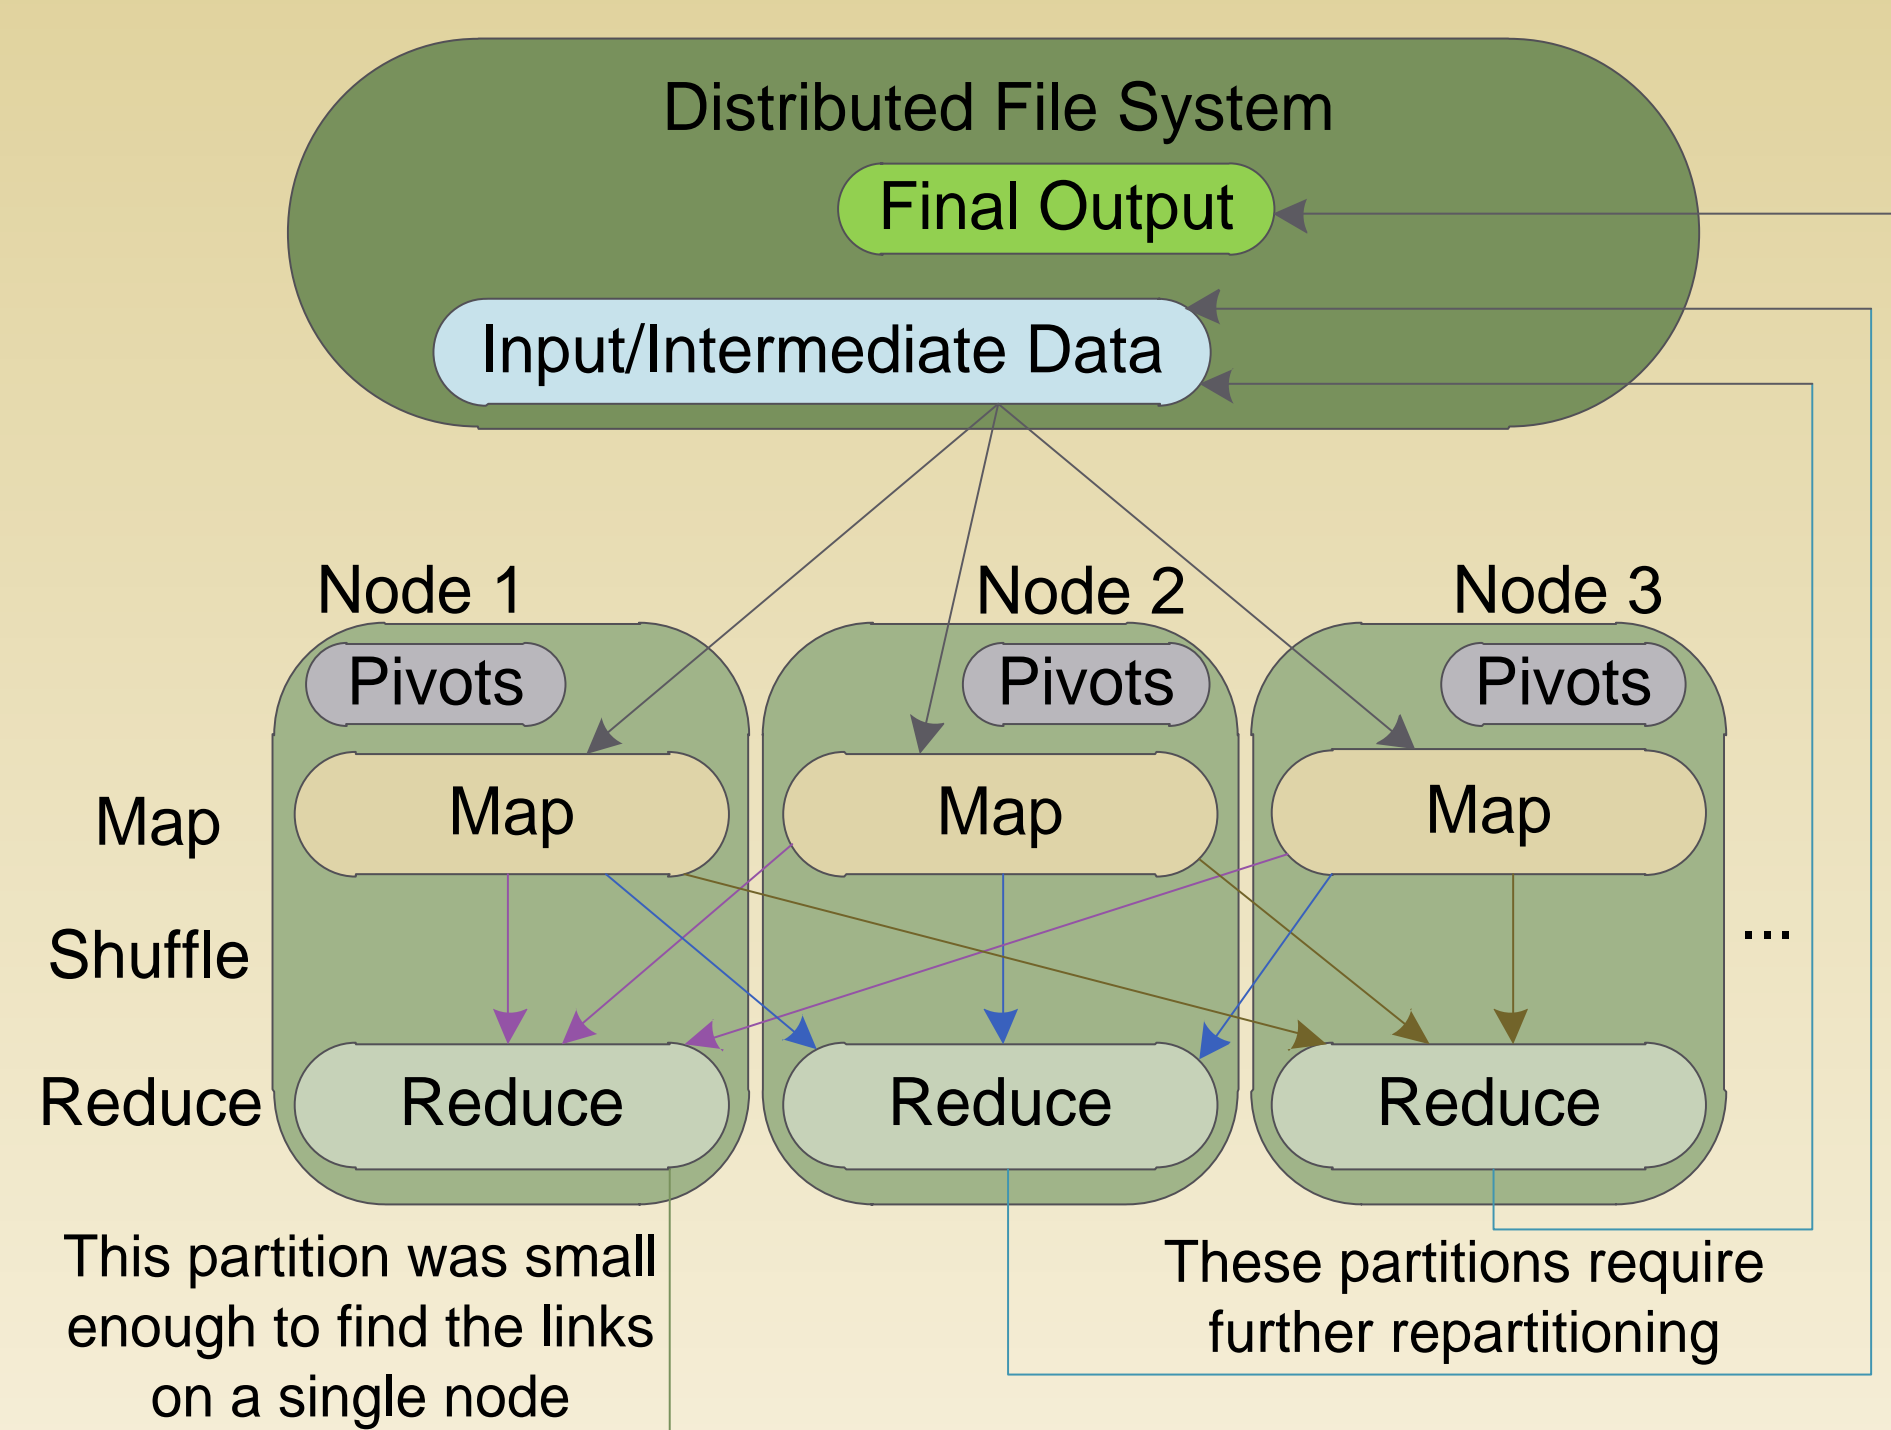 Distributed File System
Final Output
Input/Intermediate Data
Node 1
Node 2
Node 3
Pivots
Pivots
Pivots
Map
Map
Map
Map
Shuffle
...
Reduce
Reduce
Reduce
Reduce
This partition was small
enough to find the links
on a single node
These partitions require
further repartitioning